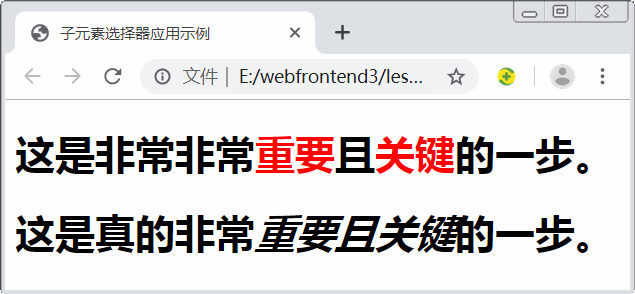 子元素选择器应用示例
文件 | E:/webfrontend3/les...
这是非常非常重要且关键的一步。
这是真的非常重要且关键的一步。